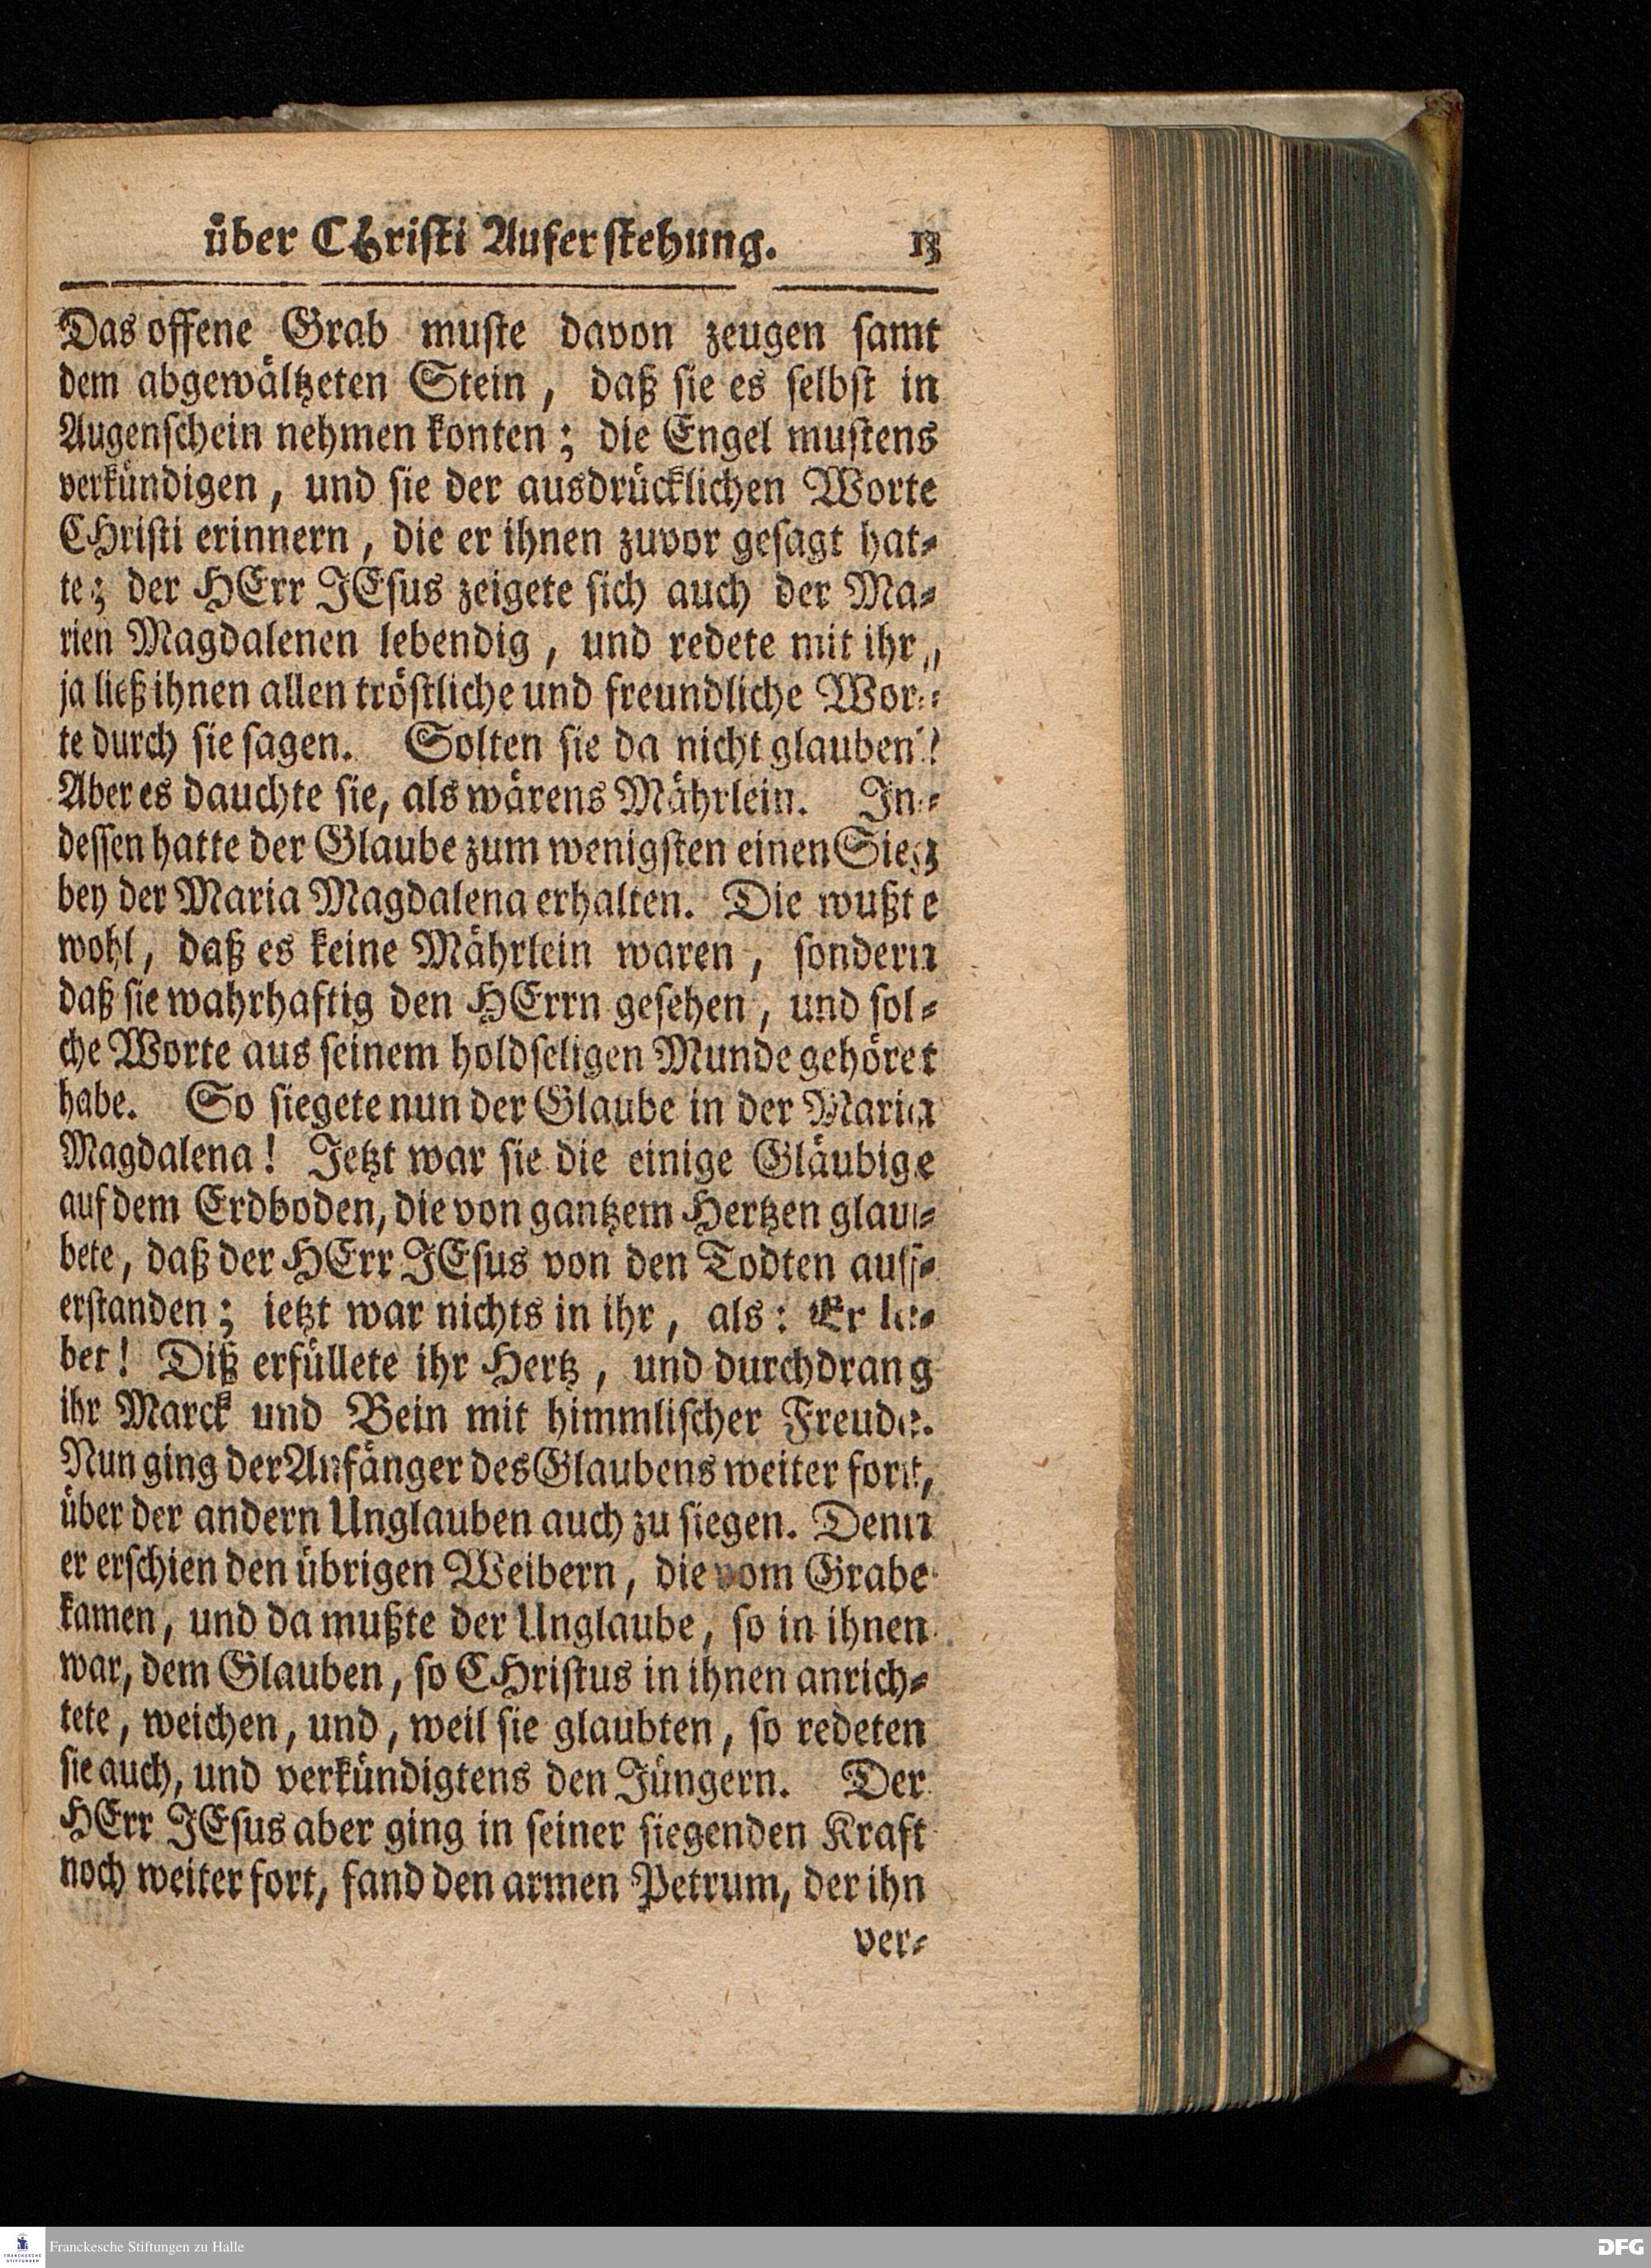 über CHristi Auferstehung. 13
Das offene Grab muste davon zeugen samt
dem abgewältzeten Stein, daß sie es selbst in
Augenschein nehmen konten; die Engel mustens
verkündigen, und sie der ausdrücklichen Worte
CHristi erinnern, die er ihnen zuvor gesagt hat-
te; der HErr JEsus zeigete sich auch der Ma-
rien Magdalenen lebendig, und redete mit ihr,
ja ließ ihnen allen tröstliche und freundliche Wor-
te durch sie sagen. Solten sie da nicht glauben?
Aber es dauchte sie, als wärens Mährlein. In-
dessen hatte der Glaube zum wenigsten einen Sieg
bey der Maria Magdalena erhalten. Die wußte
wohl, daß es keine Mährlein waren, sondern
daß sie wahrhaftig den HErrn gesehen, und sol-
che Worte aus seinem holdseligen Munde gehöret
habe. So siegete nun der Glaube in der Maria
Magdalena! Jetzt war sie die einige Gläubige
auf dem Erdboden, die von gantzem Hertzen glau-
bete, daß der HErr JEsus von den Todten auf-
erstanden; ietzt war nichts in ihr, als: Er le-
bet! Diß erfüllete ihr Hertz, und durchdrang
ihr Marck und Bein mit himmlischer Freude.
Nun ging der Anfänger des Glaubens weiter fort,
über der andern Unglauben auch zu siegen. Denn
er erschien den übrigen Weibern, die vom Grabe
kamen, und da mußte der Unglaube, so in ihnen
war, dem Glauben, so CHristus in ihnen anrich-
tete, weichen, und, weil sie glaubten, so redeten
sie auch, und verkündigtens den Jüngern. Der
HErr JEsus aber ging in seiner siegenden Kraft
noch weiter fort, fand den armen Petrum, der ihn
ver-
FRANCKESCHE
STIFTUNGEN
Franckesche Stiftungen zu Halle
DFG